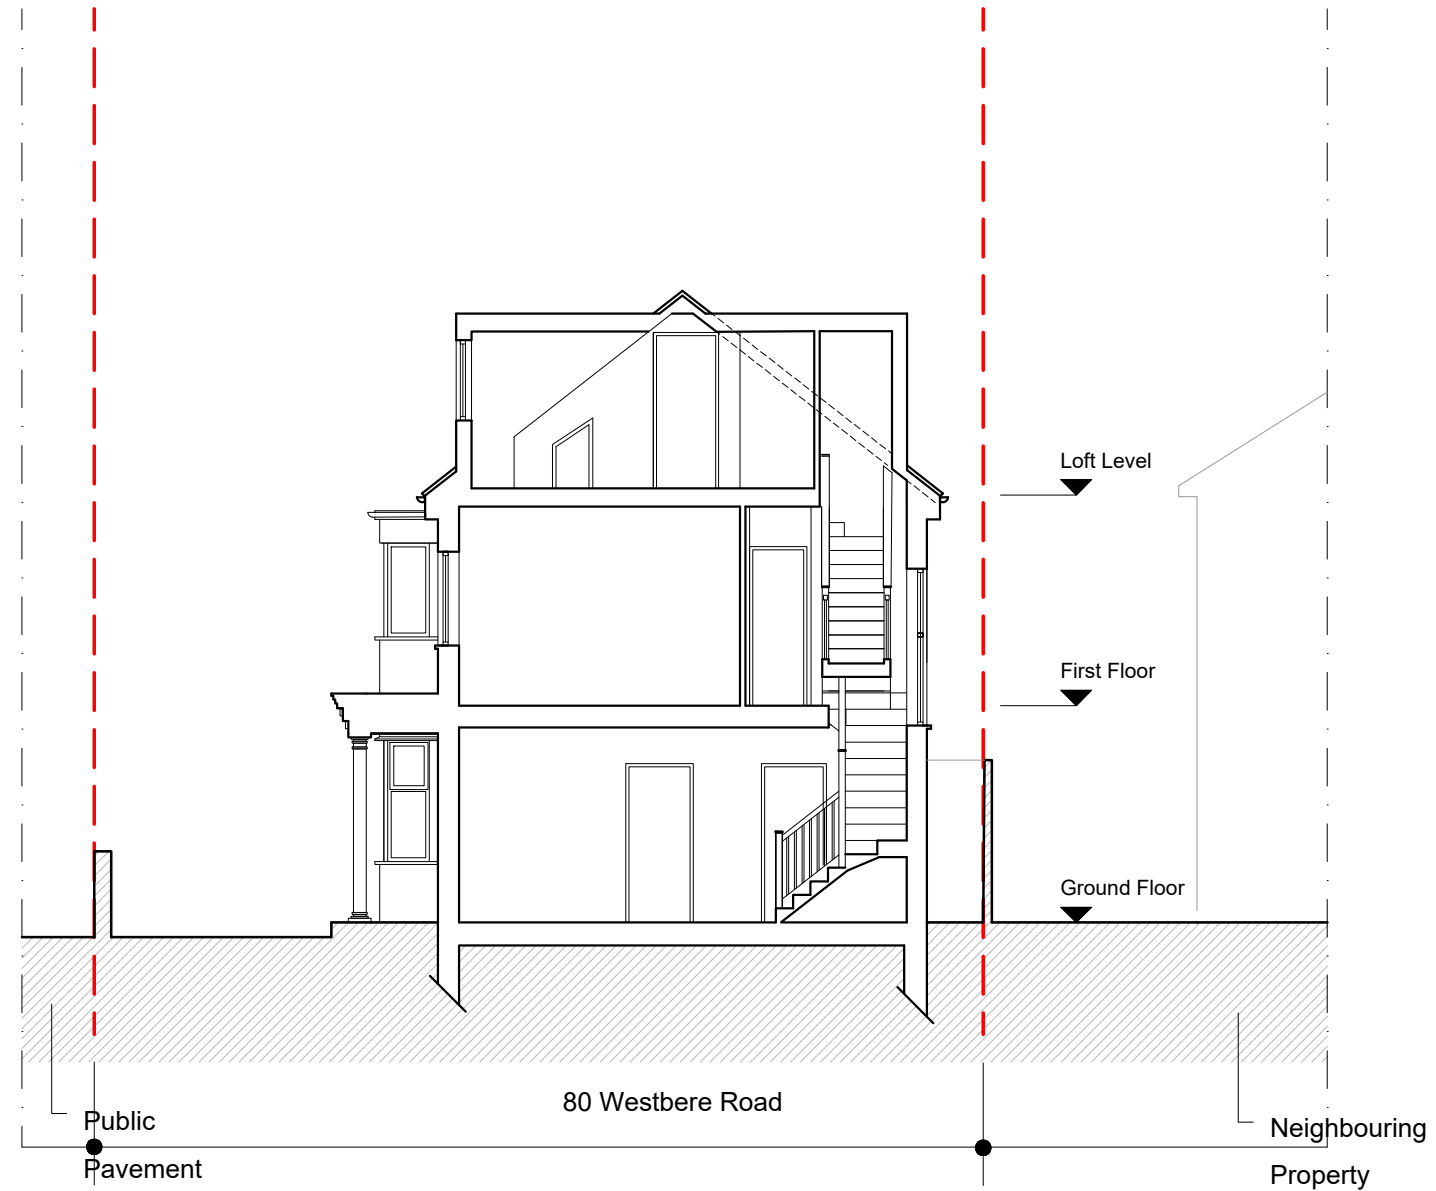 Loft Level
First Floor
Ground Floor
80 Westbere Road
Public
Pavement
Neighbouring
Property